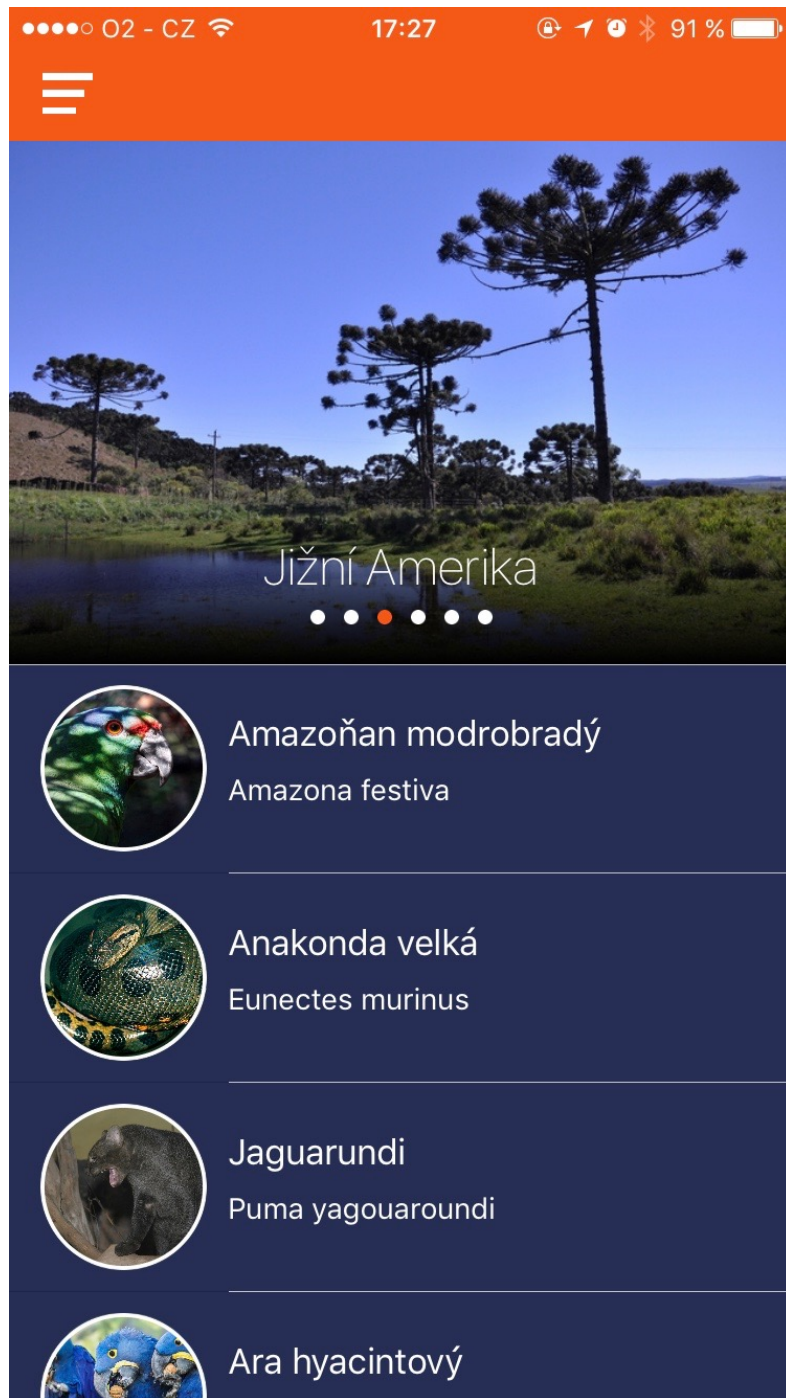 O2 - CZ 17:27 91 %
Jižní Amerika
Amazoňan modrobradý
Amazona festiva
Anakonda velká
Eunectes murinus
Jaguarundi
Puma yagouaroundi
Ara hyacintový